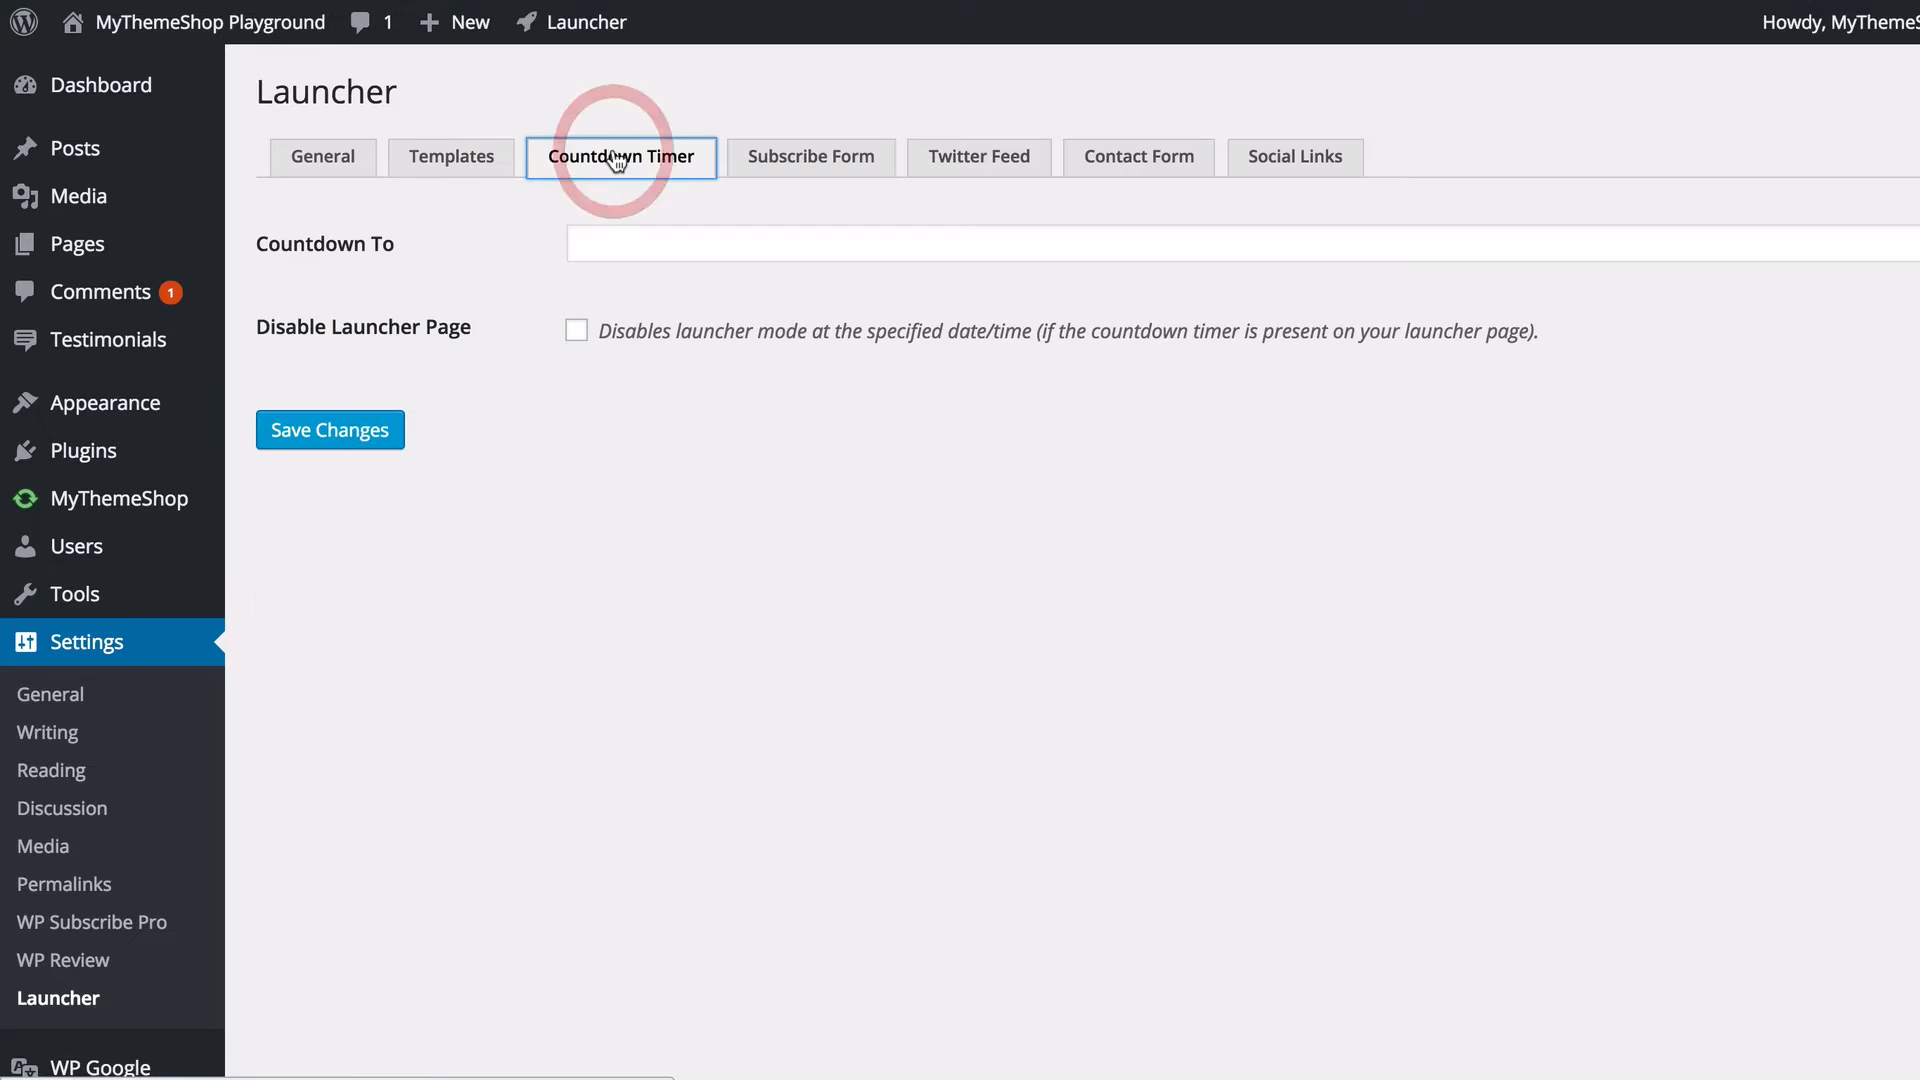 MyThemeShop Playground 1 New Launcher Howdy, MyThemeS
Dashboard
Posts
Media
Pages
Comments 1
Testimonials
Appearance
Plugins
MyThemeShop
Users
Tools
Settings
General
Writing
Reading
Discussion
Media
Permalinks
WP Subscribe Pro
WP Review
Launcher
WP Google
Launcher
General Templates Countdown Timer Subscribe Form Twitter Feed Contact Form Social Links
Countdown To
Disable Launcher Page Disables launcher mode at the specified date/time (if the countdown timer is present on your launcher page).
Save Changes